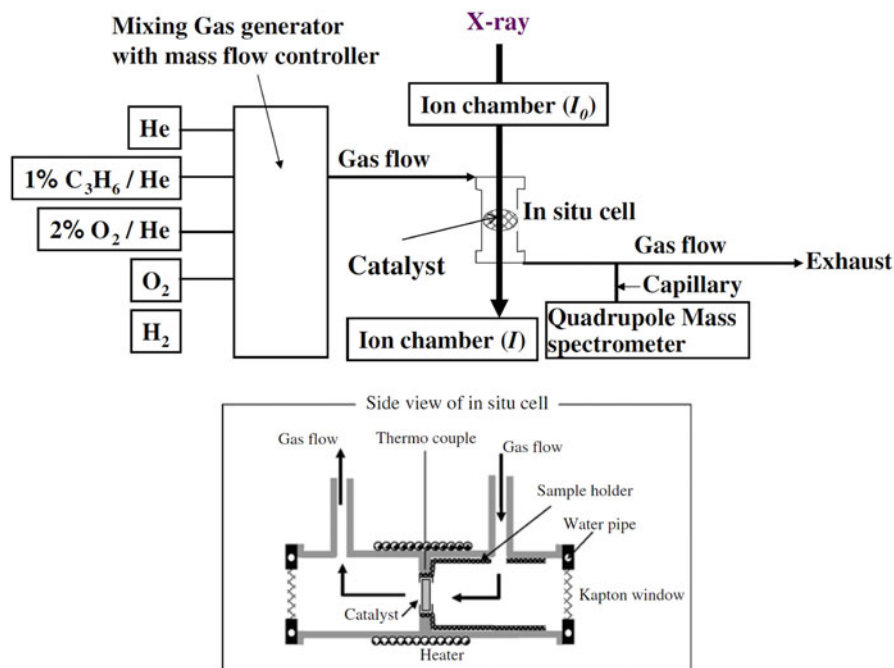 Mixing Gas generator
with mass flow controller
X-ray
Ion chamber (I₀)
He
1% C₃H₆ / He
2% O₂ / He
O₂
H₂
Gas flow
In situ cell
Catalyst
Gas flow
Exhaust
Capillary
Ion chamber (I)
Quadrupole Mass
spectrometer
Side view of in situ cell
Gas flow
Thermo couple
Gas flow
Sample holder
Water pipe
Kapton window
Catalyst
Heater